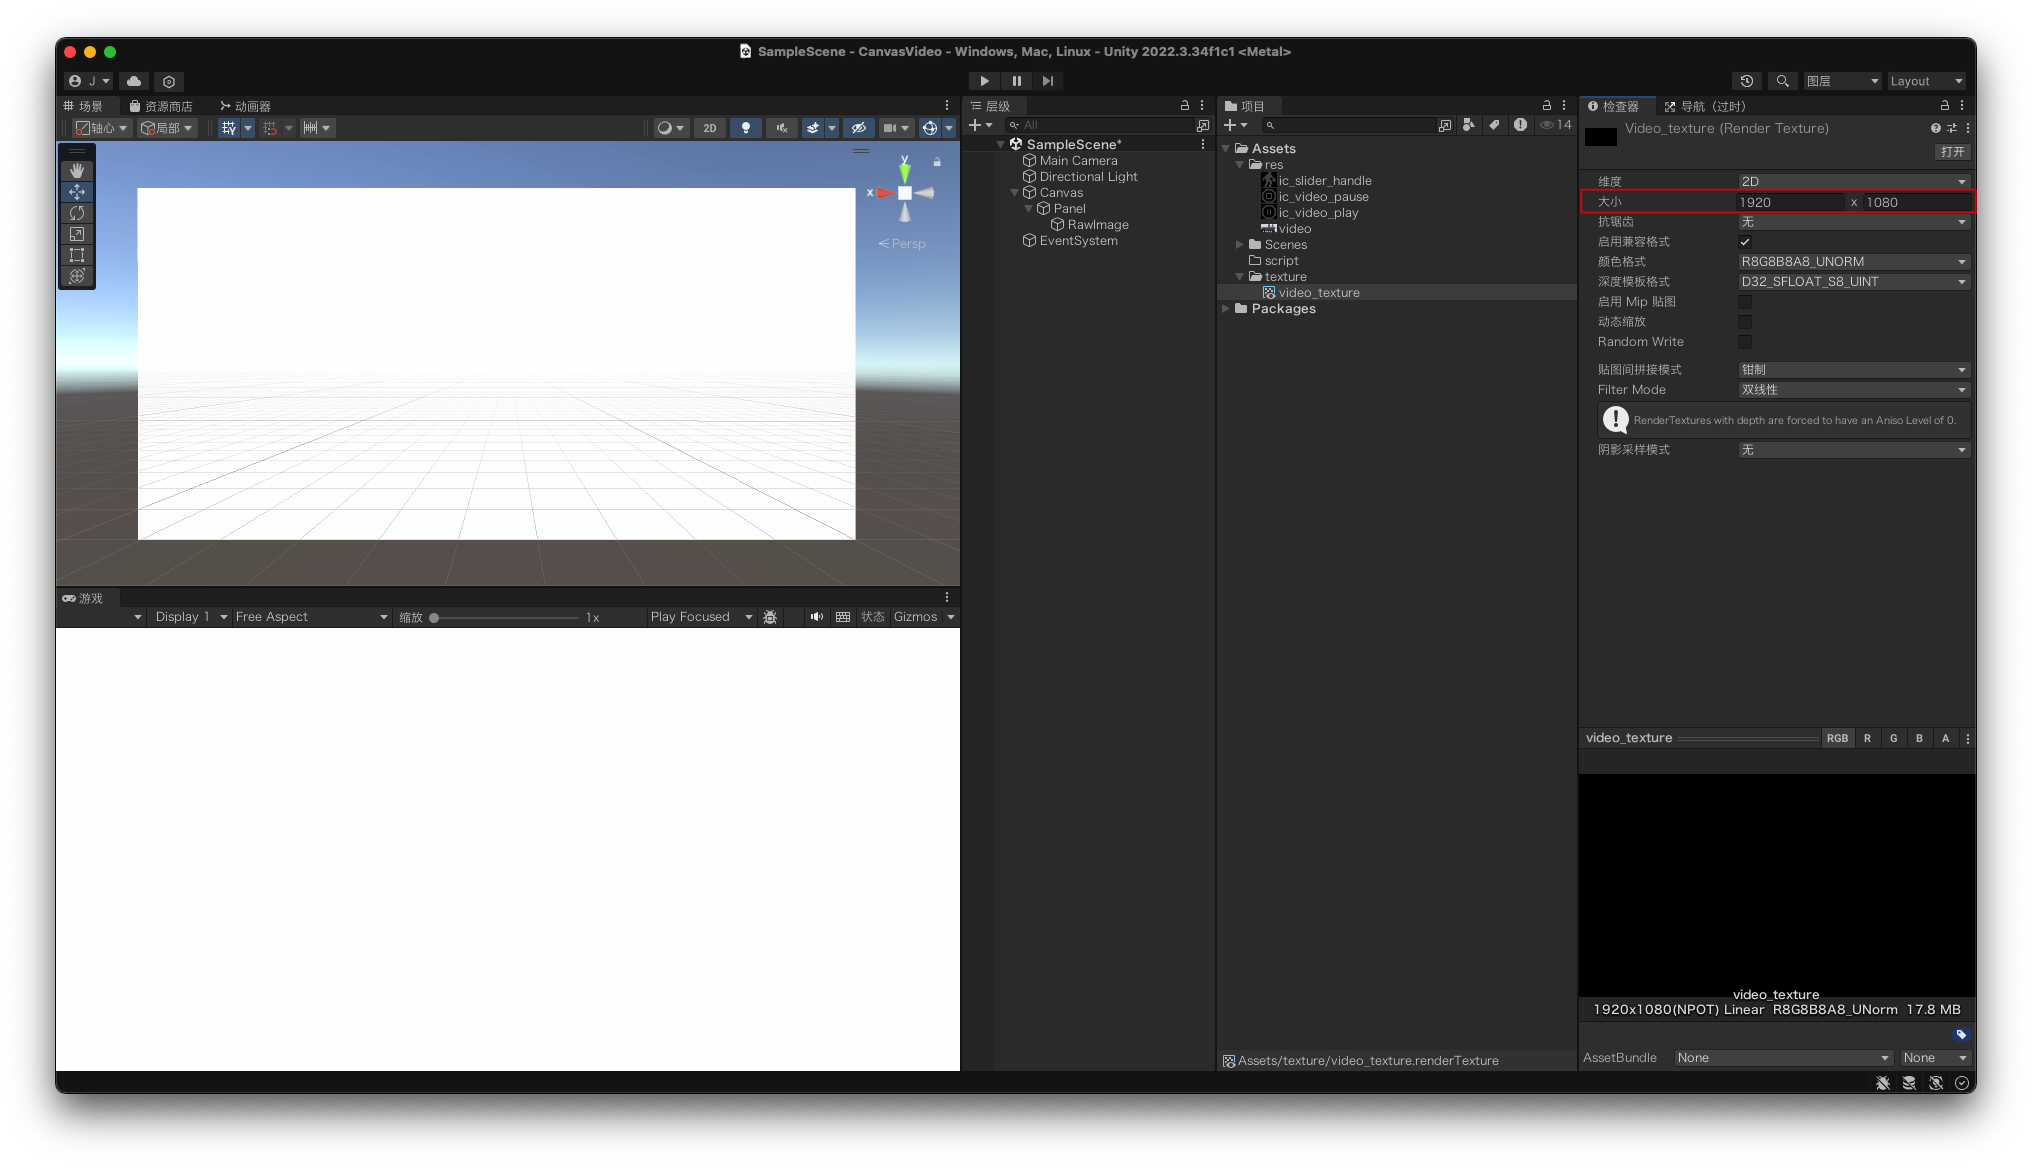 SampleScene - CanvasVideo - Windows, Mac, Linux - Unity 2022.3.34f1c1 <Metal>
J
图层
Layout
场景
资源商店
动画器
轴心
局部
2D
y
x
Persp
层级
All
SampleScene*
Main Camera
Directional Light
Canvas
Panel
RawImage
EventSystem
项目
14
Assets
res
ic_slider_handle
ic_video_pause
ic_video_play
video
Scenes
script
texture
video_texture
Packages
Assets/texture/video_texture.renderTexture
游戏
Display 1
Free Aspect
缩放
1x
Play Focused
状态
Gizmos
检查器
导航（过时）
Video_texture (Render Texture)
打开
维度 2D
大小 1920 x 1080
抗锯齿 无
启用兼容格式
颜色格式 R8G8B8A8_UNORM
深度模板格式 D32_SFLOAT_S8_UINT
启用 Mip 贴图
动态缩放
Random Write
贴图间拼接模式 钳制
Filter Mode 双线性
RenderTextures with depth are forced to have an Aniso Level of 0.
阴影采样模式 无
video_texture RGB R G B A
video_texture
1920x1080(NPOT) Linear R8G8B8A8_UNorm 17.8 MB
AssetBundle None None